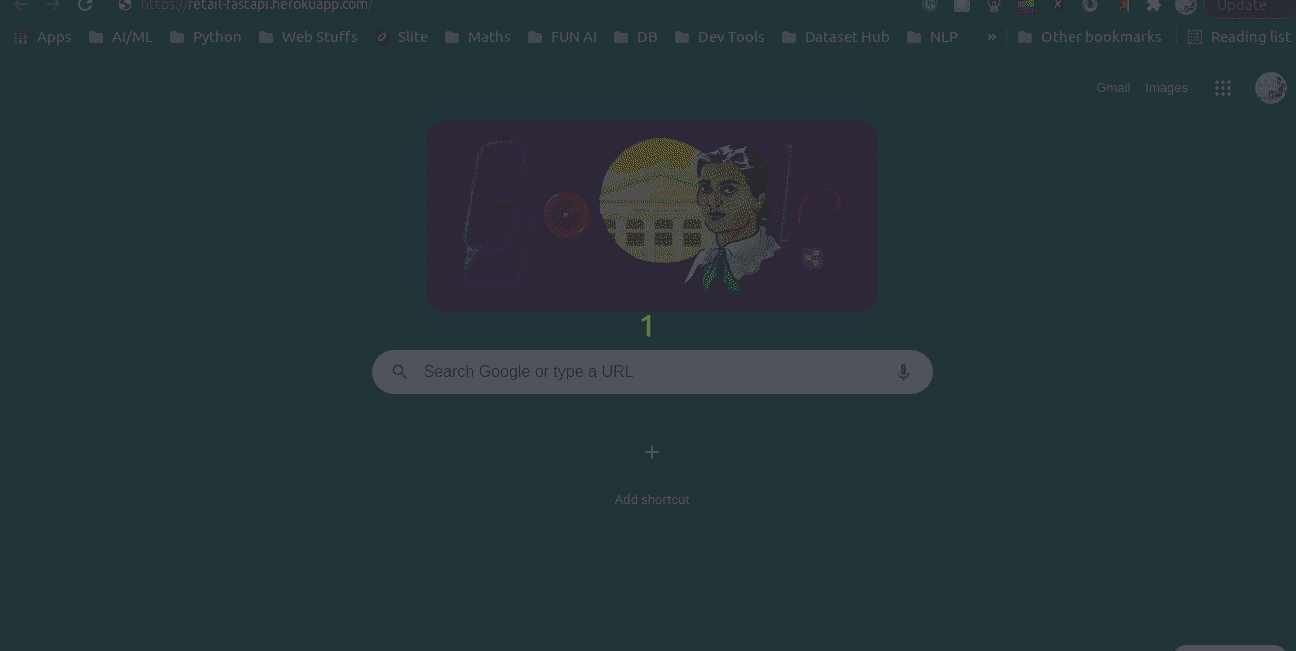 https://retail-fastapi.herokuapp.com/
Update
Apps AI/ML Python Web Stuffs Slite Maths FUN AI DB Dev Tools Dataset Hub NLP » Other bookmarks Reading list
Gmail Images
1
Search Google or type a URL
Add shortcut